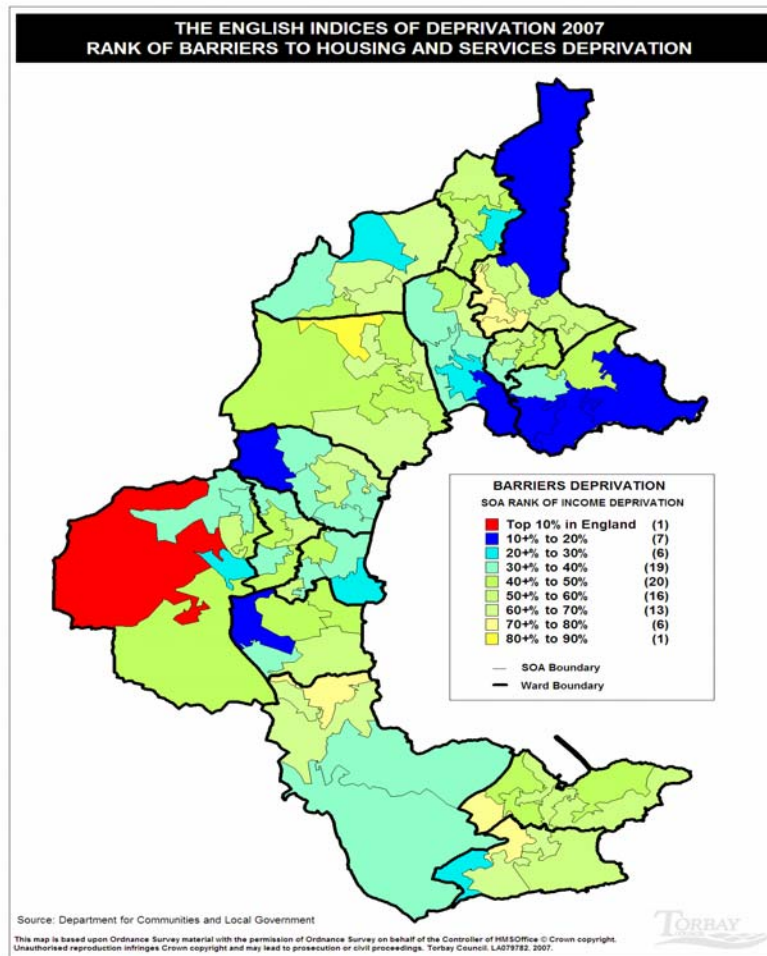 THE ENGLISH INDICES OF DEPRIVATION 2007
RANK OF BARRIERS TO HOUSING AND SERVICES DEPRIVATION
BARRIERS DEPRIVATION
SOA RANK OF INCOME DEPRIVATION
Top 10% in England (1)
10+% to 20% (7)
20+% to 30% (6)
30+% to 40% (19)
40+% to 50% (20)
50+% to 60% (16)
60+% to 70% (13)
70+% to 80% (6)
80+% to 90% (1)
SOA Boundary
Ward Boundary
Source: Department for Communities and Local Government
TORBAY
This map is based upon Ordnance Survey material with the permission of Ordnance Survey on behalf of the Controller of HMSOffice © Crown copyright.
Unauthorised reproduction infringes Crown copyright and may lead to prosecution or civil proceedings. Torbay Council. LA079782. 2007.